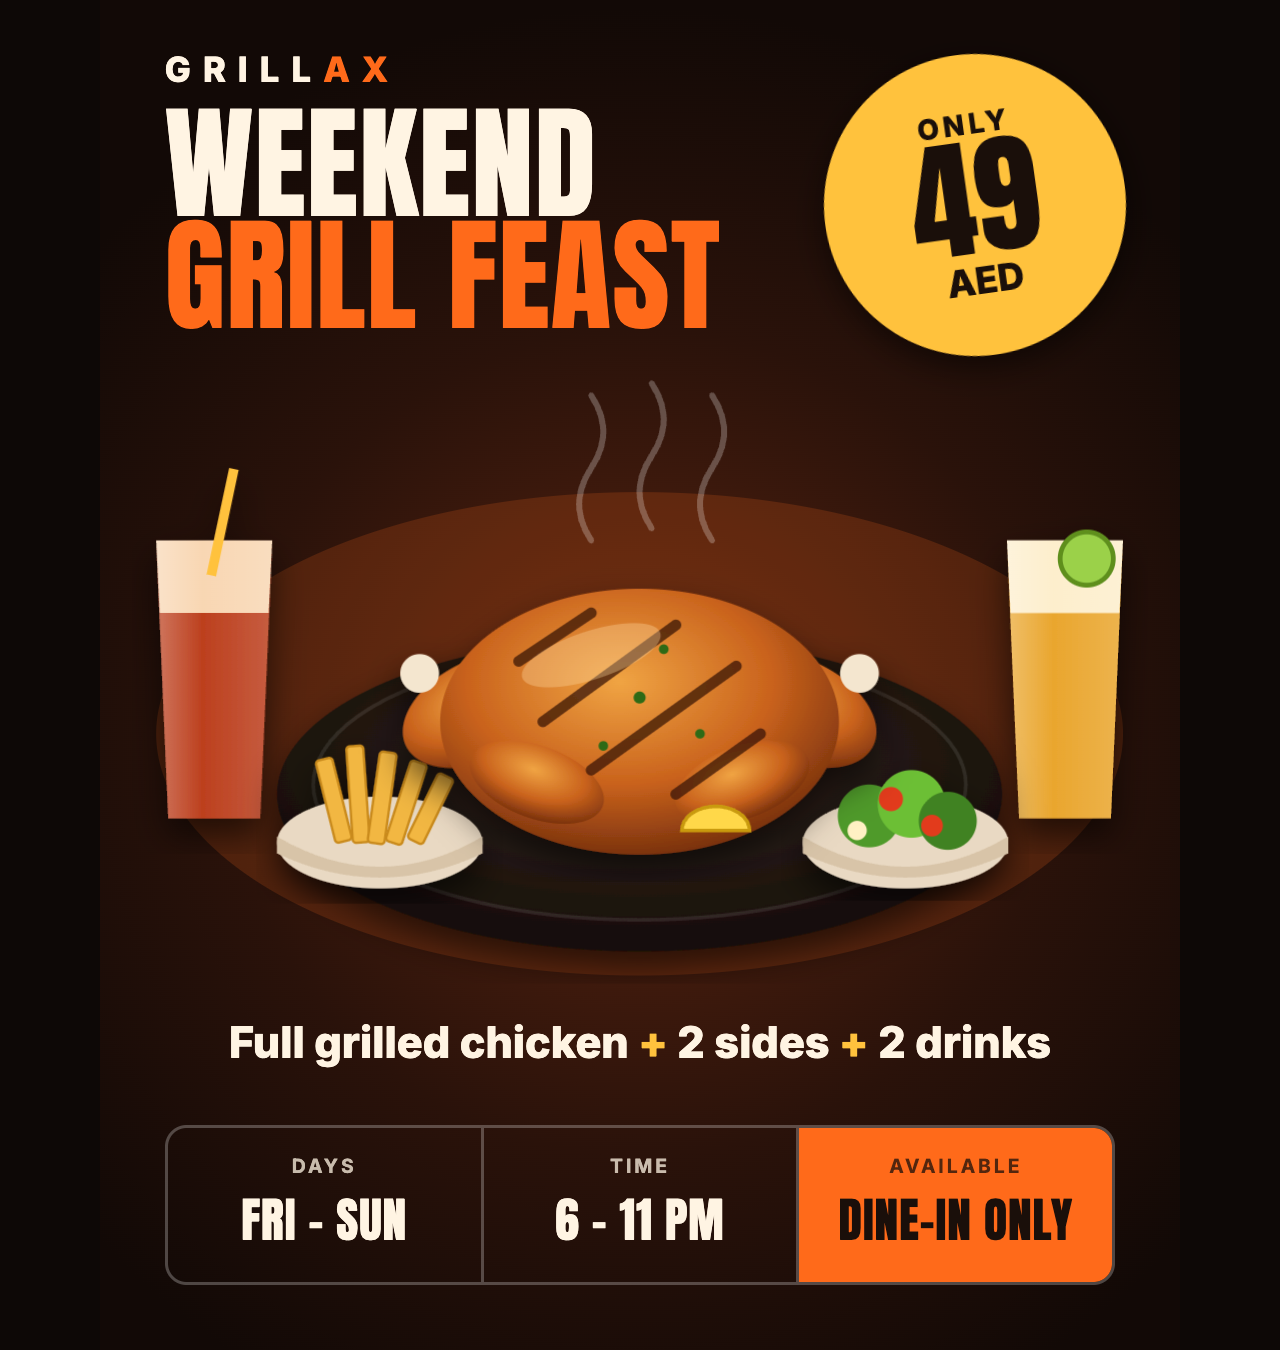 GRILLAX
WEEKEND
GRILL FEAST
ONLY
49
AED
Full grilled chicken + 2 sides + 2 drinks
DAYS
FRI - SUN
TIME
6 - 11 PM
AVAILABLE
DINE-IN ONLY